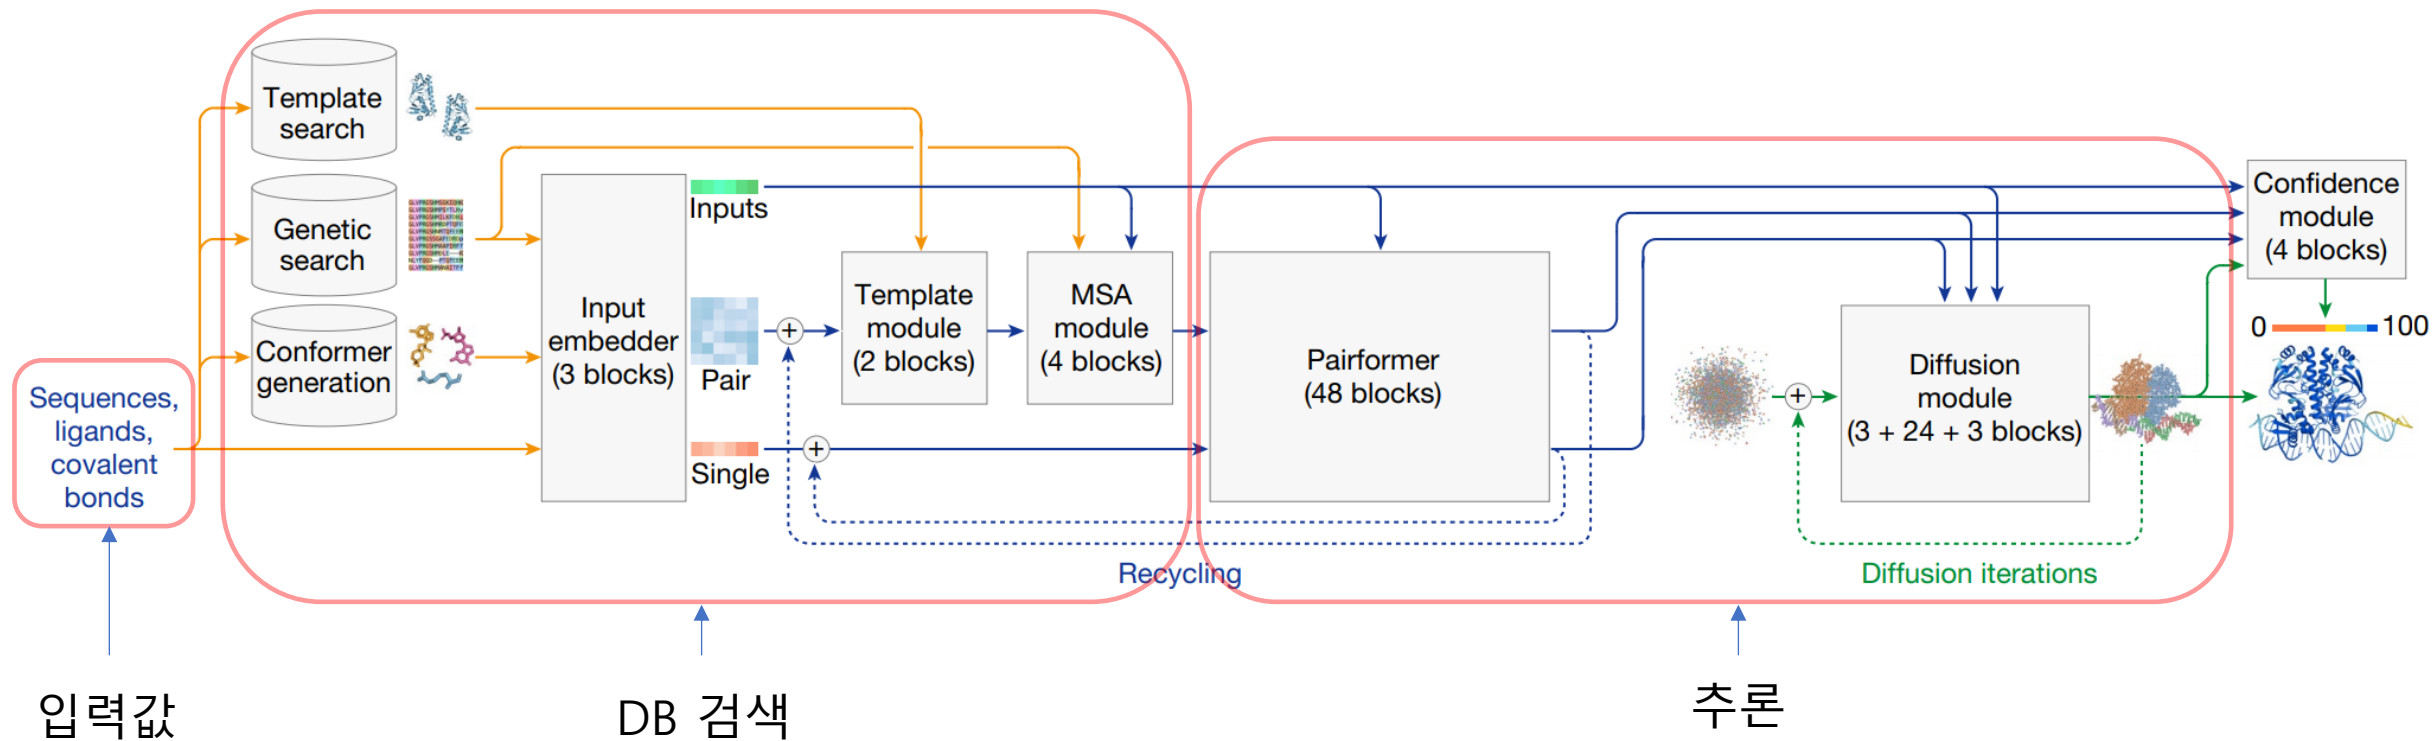 Template
search
Genetic
search
Conformer
generation
Sequences,
ligands,
covalent
bonds
Input
embedder
(3 blocks)
Inputs
Pair
Single
Template
module
(2 blocks)
MSA
module
(4 blocks)
Pairformer
(48 blocks)
Diffusion
module
(3 + 24 + 3 blocks)
Confidence
module
(4 blocks)
0 100
Recycling
Diffusion iterations
입력값
DB 검색
추론